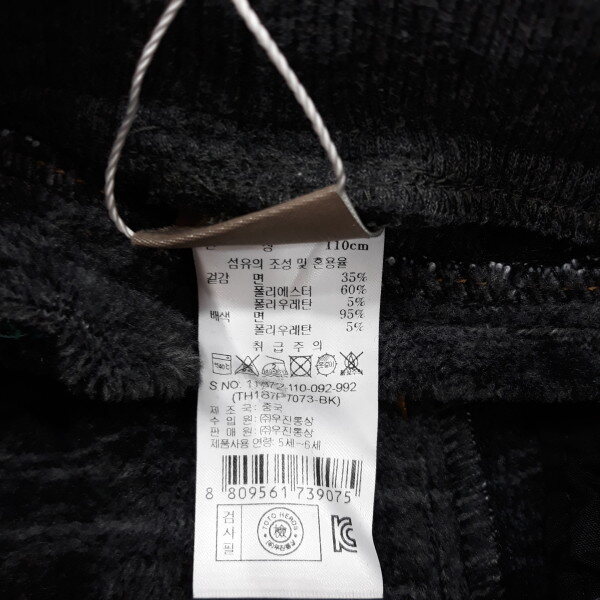 110cm
섬유의 조성 및 혼용율
겉감 면 35%
폴리에스터 60%
폴리우레탄 5%
배색 면 95%
폴리우레탄 5%
취 급 주 의
S NO: 11872-110-092-992
(TH187P7073-BK)
제 조 국: 중국
수 입 원: ㈜우진통상
판 매 원: ㈜우진통상
제품사용 연령: 5세~6세
8 809561 739075
검사필
TOTO HEROS